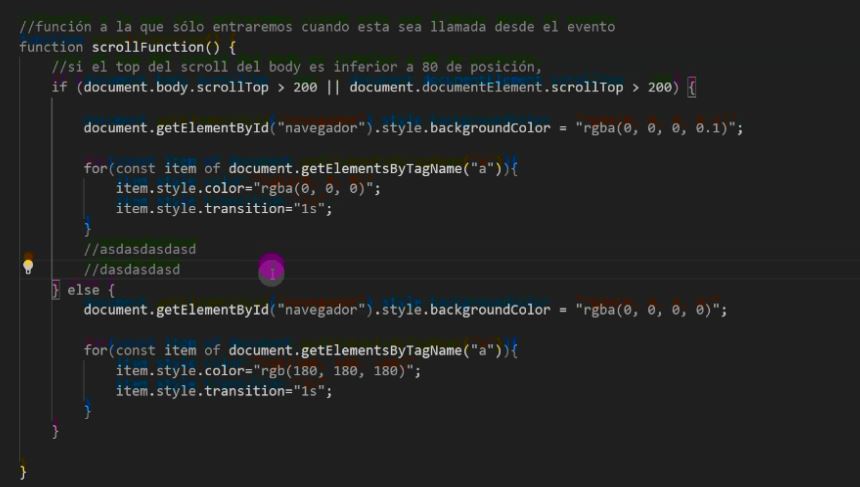 //función a la que sólo entraremos cuando esta sea llamada desde el evento
function scrollFunction() {
//si el top del scroll del body es inferior a 80 de posición,
if (document.body.scrollTop > 200 || document.documentElement.scrollTop > 200) {
document.getElementById("navegador").style.backgroundColor = "rgba(0, 0, 0, 0.1)";
for(const item of document.getElementsByTagName("a")){
item.style.color="rgba(0, 0, 0)";
item.style.transition="1s";
}
//asdasdasdasd
//dasdasdasd
} else {
document.getElementById("navegador").style.backgroundColor = "rgba(0, 0, 0, 0)";
for(const item of document.getElementsByTagName("a")){
item.style.color="rgb(180, 180, 180)";
item.style.transition="1s";
}
}
}